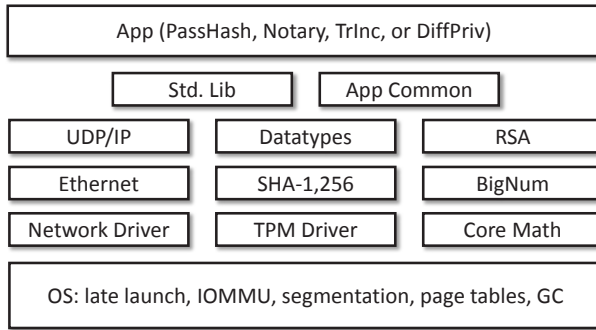 App (PassHash, Notary, TrInc, or DiffPriv)
Std. Lib App Common
UDP/IP Datatypes RSA
Ethernet SHA-1,256 BigNum
Network Driver TPM Driver Core Math
OS: late launch, IOMMU, segmentation, page tables, GC